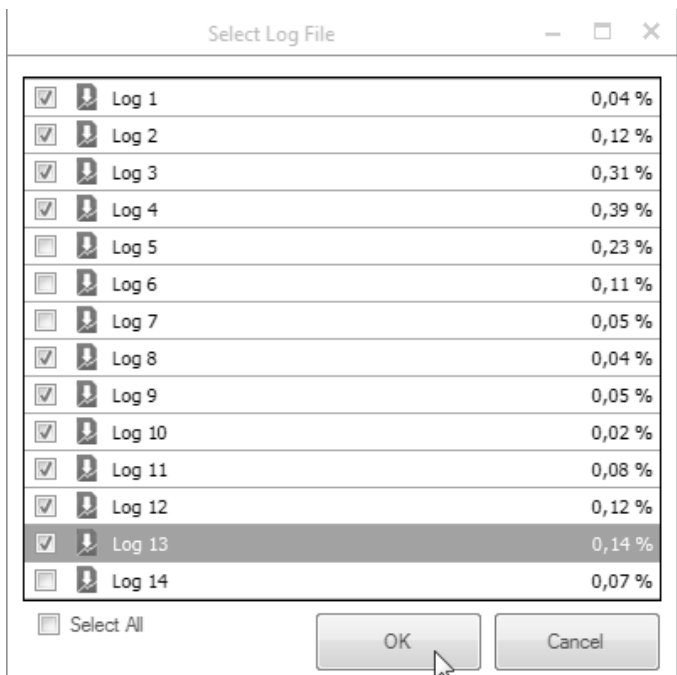 Select Log File
Log 1 0,04 %
Log 2 0,12 %
Log 3 0,31 %
Log 4 0,39 %
Log 5 0,23 %
Log 6 0,11 %
Log 7 0,05 %
Log 8 0,04 %
Log 9 0,05 %
Log 10 0,02 %
Log 11 0,08 %
Log 12 0,12 %
Log 13 0,14 %
Log 14 0,07 %
Select All
OK Cancel